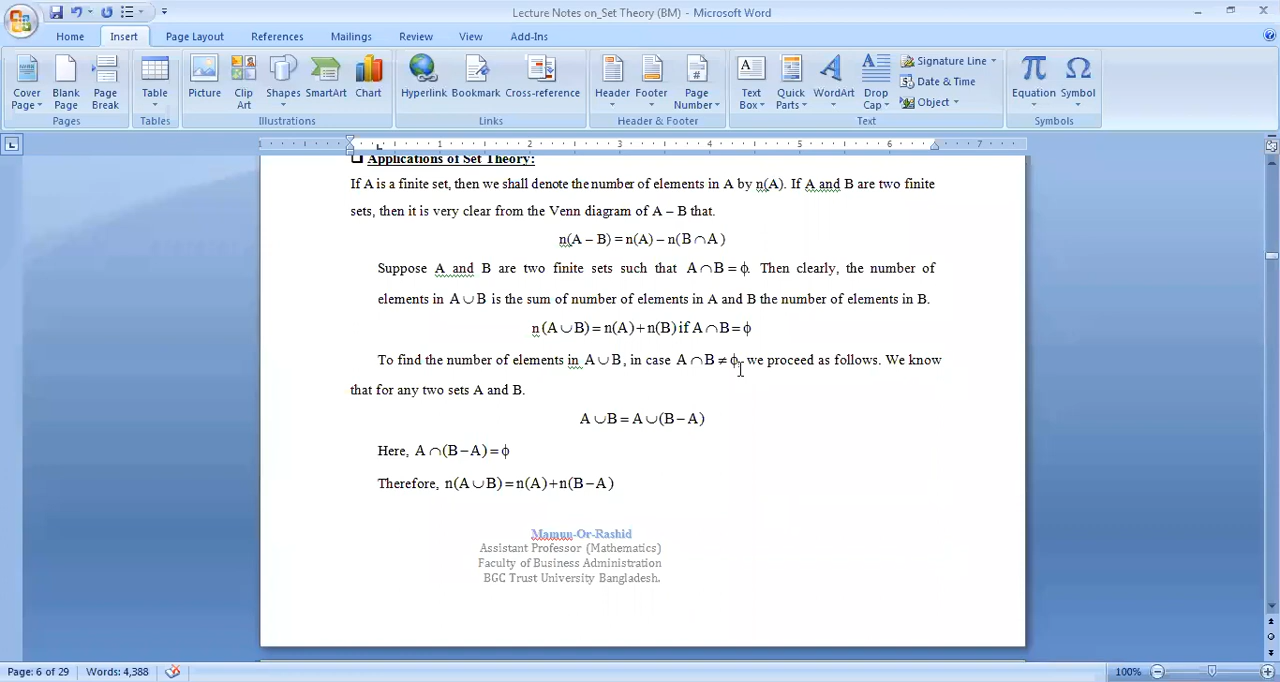 Lecture Notes on_Set Theory (BM) - Microsoft Word
Home Insert Page Layout References Mailings Review View Add-Ins
Cover Page Blank Page Page Break Table Picture Clip Art Shapes SmartArt Chart Hyperlink Bookmark Cross-reference Header Footer Page Number Text Box Quick Parts WordArt Drop Cap Signature Line Date & Time Object Equation Symbol
Pages Tables Illustrations Links Header & Footer Text Symbols
1 1 2 3 4 5 6 7
Applications of Set Theory:
If A is a finite set, then we shall denote the number of elements in A by n(A). If A and B are two finite
sets, then it is very clear from the Venn diagram of A – B that.
n(A – B) = n(A) – n(B ∩ A)
Suppose A and B are two finite sets such that A ∩ B = ϕ. Then clearly, the number of
elements in A ∪ B is the sum of number of elements in A and B the number of elements in B.
n(A ∪ B) = n(A) + n(B) if A ∩ B = ϕ
To find the number of elements in A ∪ B, in case A ∩ B ≠ ϕ, we proceed as follows. We know
that for any two sets A and B.
A ∪ B = A ∪ (B – A)
Here, A ∩ (B – A) = ϕ
Therefore, n(A ∪ B) = n(A) + n(B – A)
Mamun-Or-Rashid
Assistant Professor (Mathematics)
Faculty of Business Administration
BGC Trust University Bangladesh.
Page: 6 of 29 Words: 4,388 100%